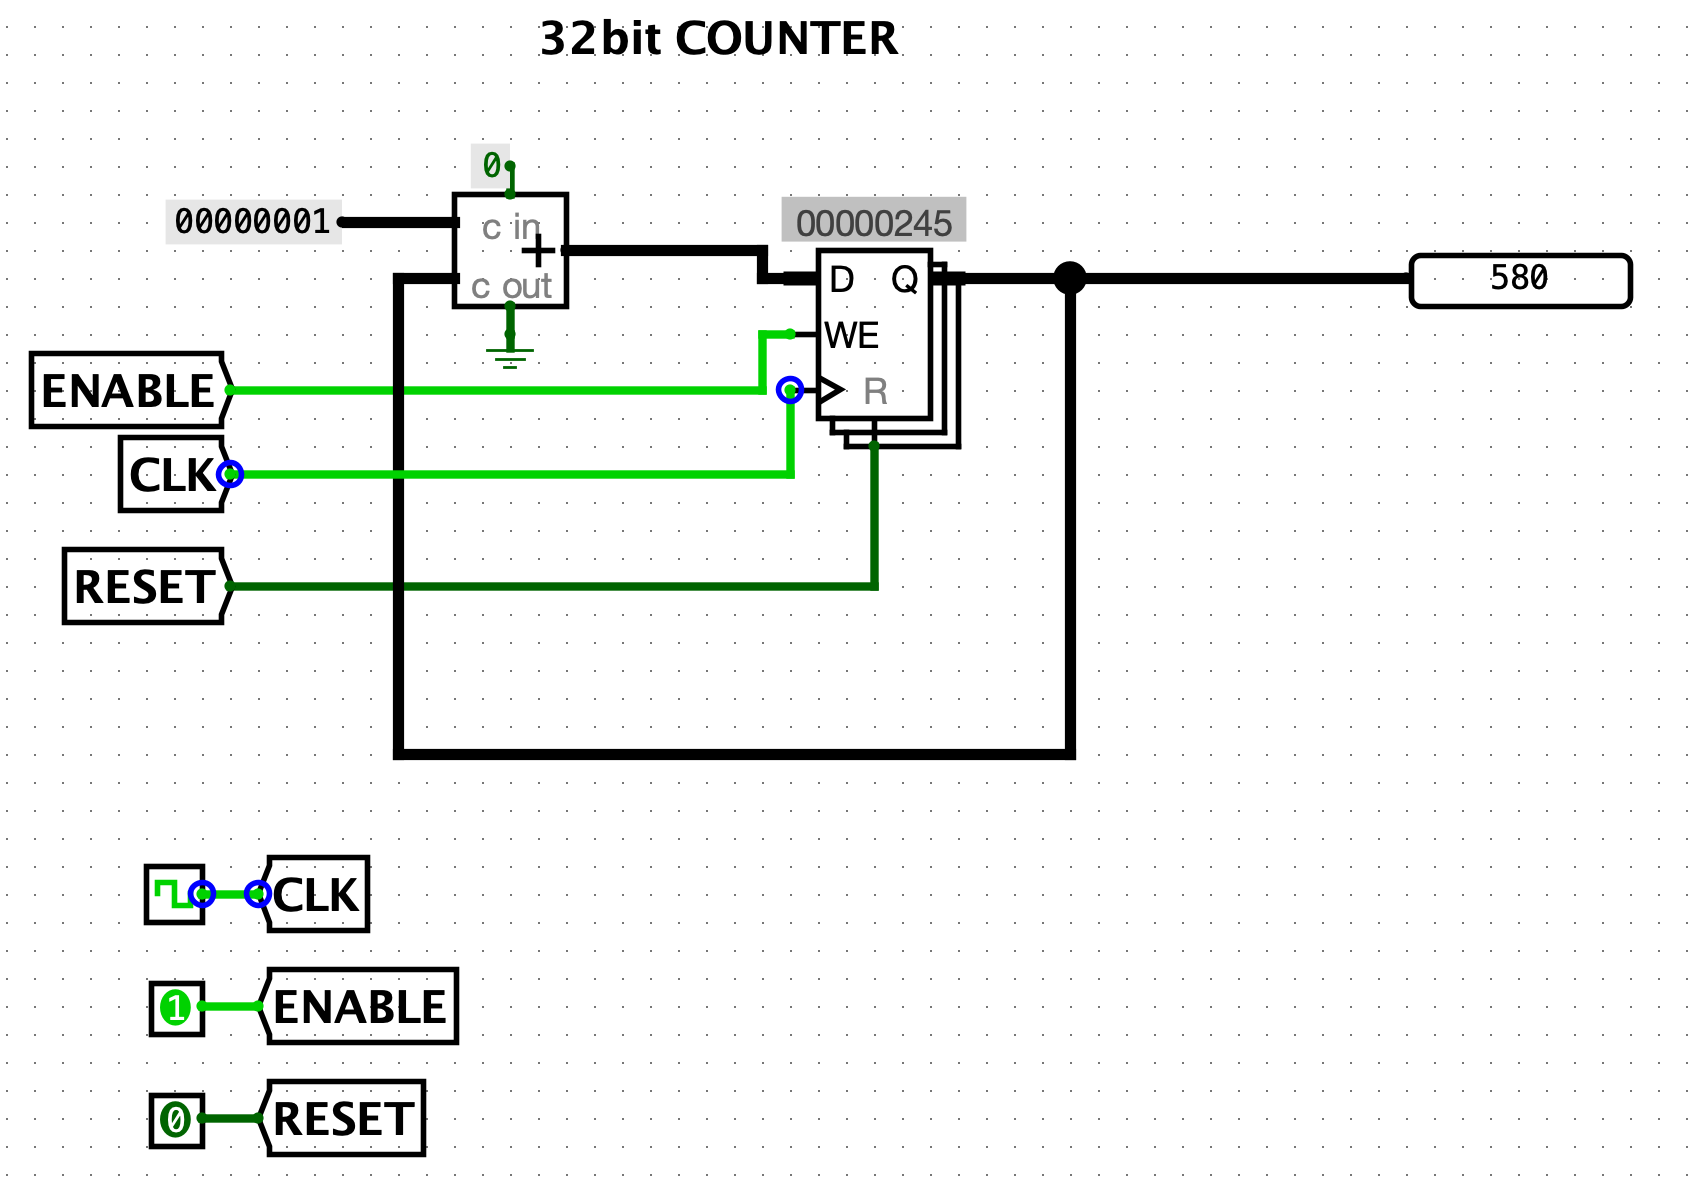 32bit COUNTER
0
00000001
c in
+
c out
00000245
D Q
WE
R
580
ENABLE
CLK
RESET
CLK
1 ENABLE
0 RESET